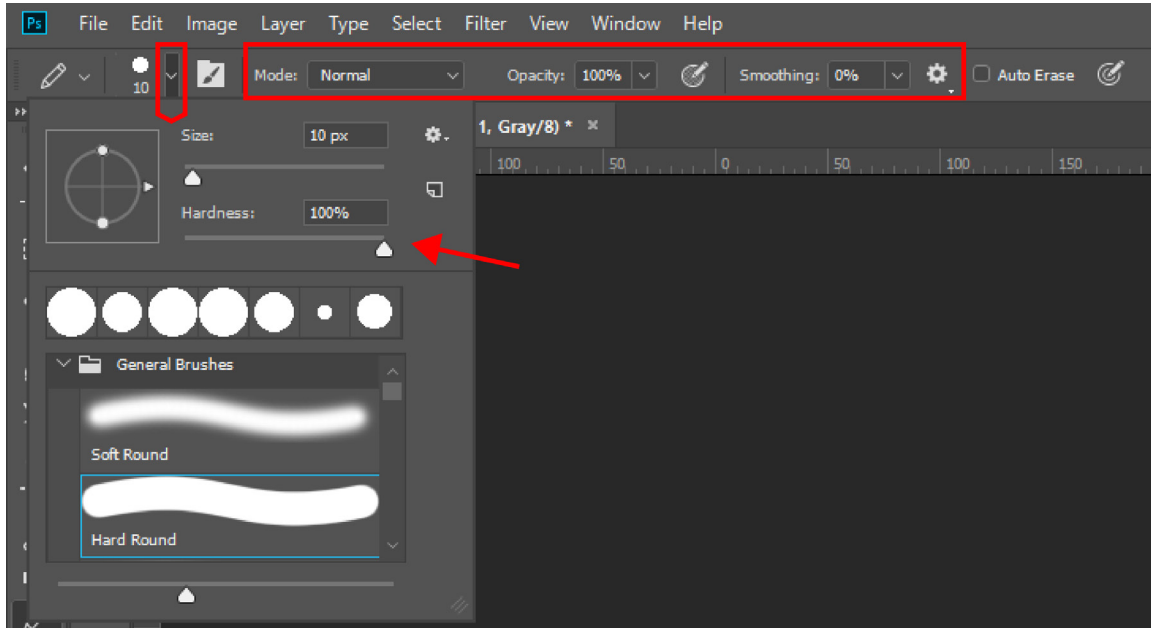 Ps File Edit Image Layer Type Select Filter View Window Help
10 Mode: Normal Opacity: 100% Smoothing: 0% Auto Erase
1, Gray/8) * ×
Size: 10 px
100 50 0 50 100 150
Hardness: 100%
General Brushes
Soft Round
Hard Round